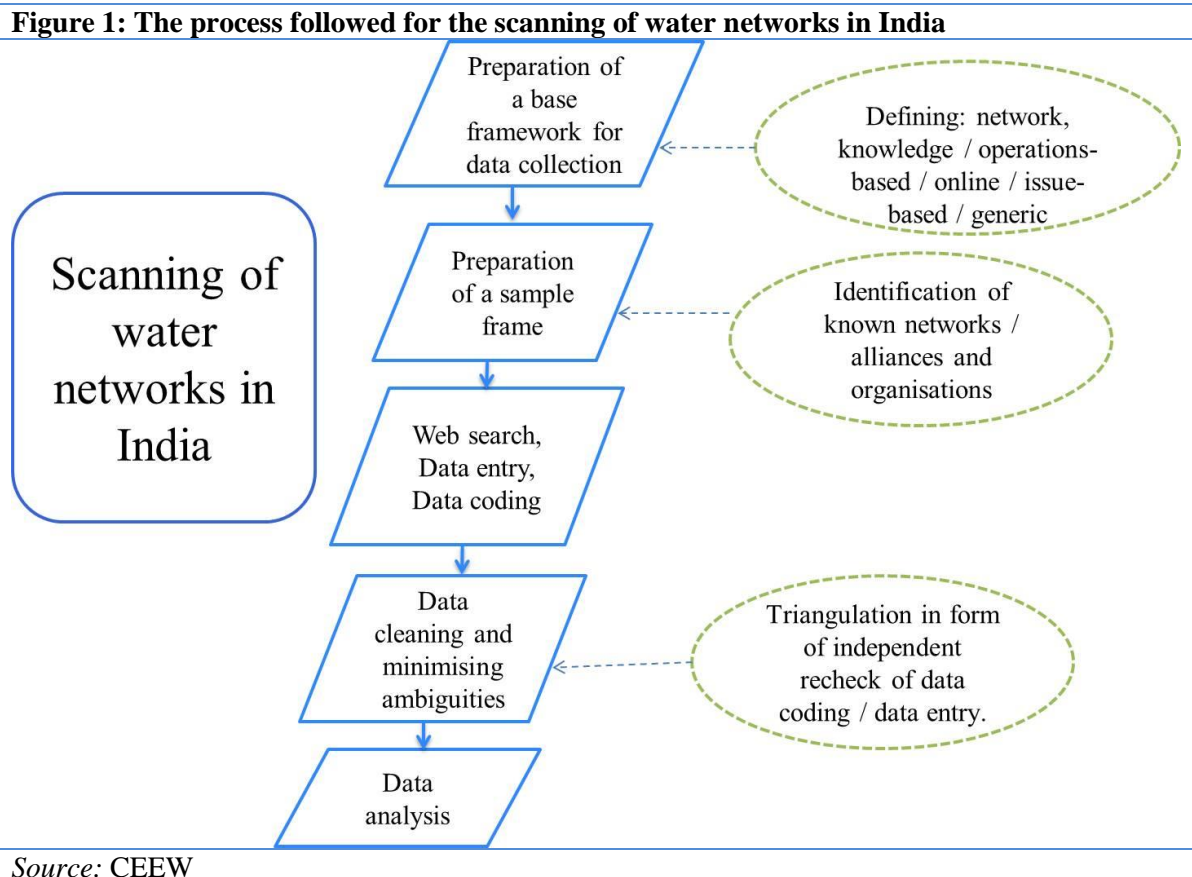 Figure 1: The process followed for the scanning of water networks in India
Preparation of
a base
framework for
data collection
Defining: network,
knowledge / operations-
based / online / issue-
based / generic
Scanning of
water
networks in
India
Preparation
of a sample
frame
Identification of
known networks /
alliances and
organisations
Web search,
Data entry,
Data coding
Data
cleaning and
minimising
ambiguities
Triangulation in form
of independent
recheck of data
coding / data entry.
Data
analysis
Source: CEEW